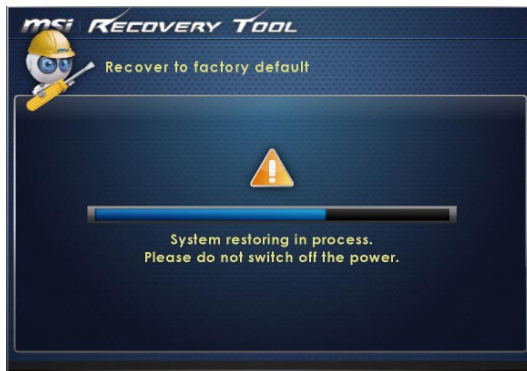 msi RECOVERY TOOL
Recover to factory default
System restoring in process.
Please do not switch off the power.